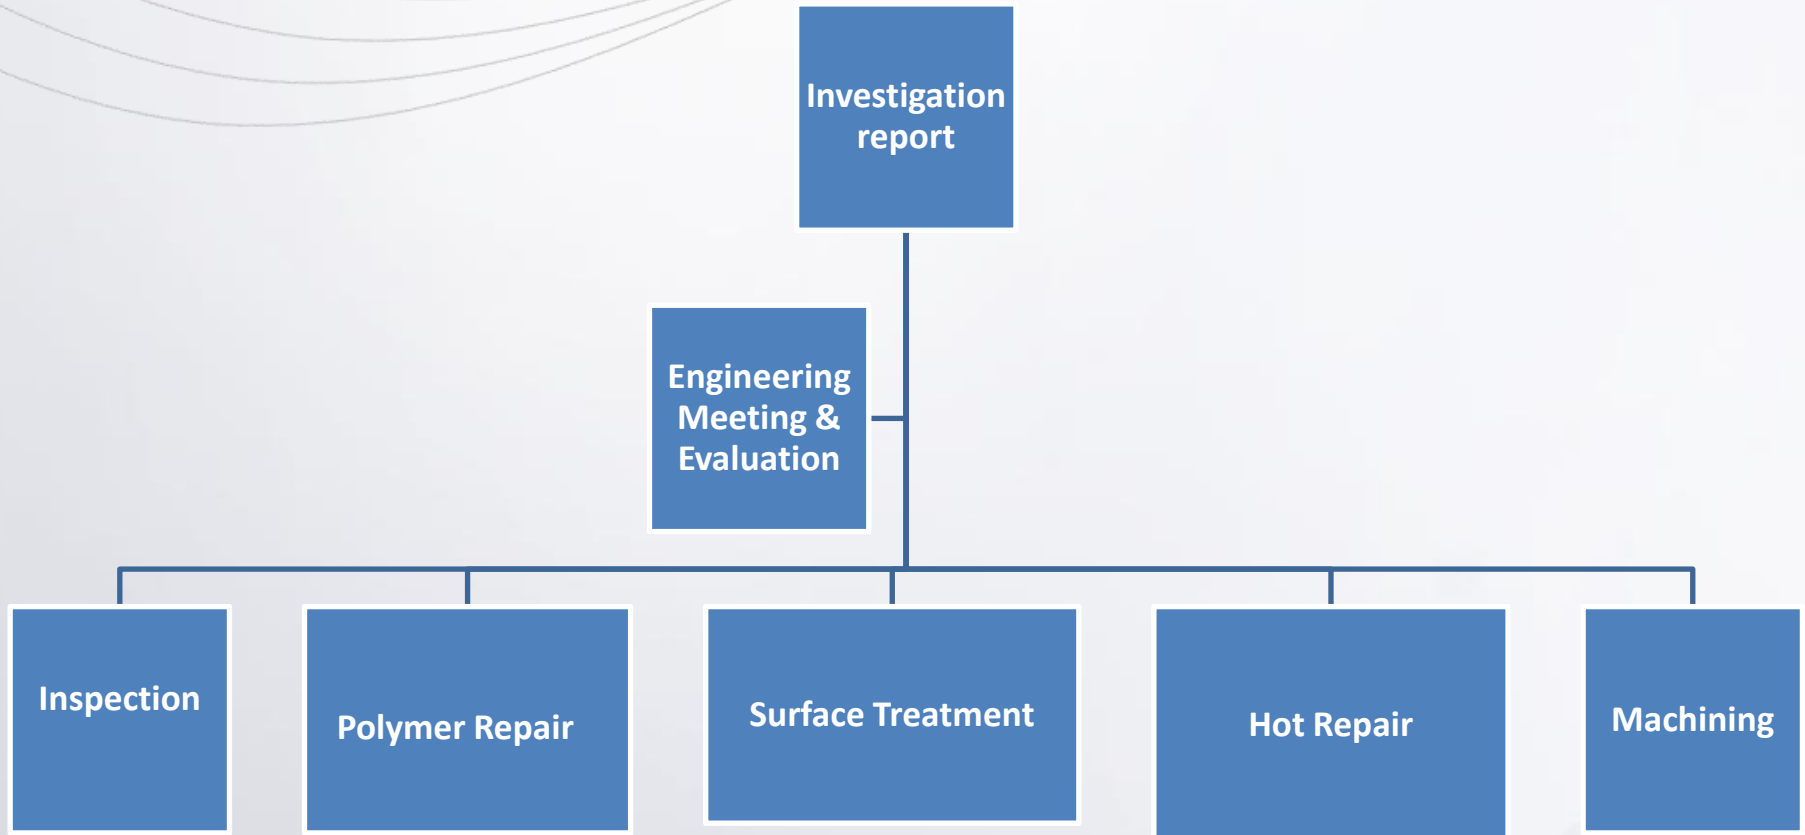 Investigation
report
Engineering
Meeting &
Evaluation
Inspection
Polymer Repair
Surface Treatment
Hot Repair
Machining